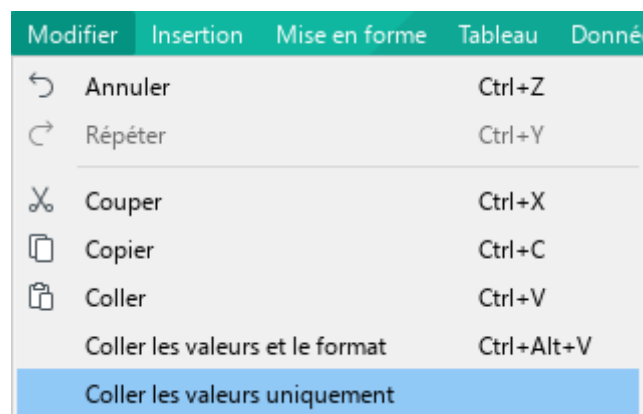 Modifier Insertion Mise en forme Tableau Donné
Annuler Ctrl+Z
Répéter Ctrl+Y
Couper Ctrl+X
Copier Ctrl+C
Coller Ctrl+V
Coller les valeurs et le format Ctrl+Alt+V
Coller les valeurs uniquement